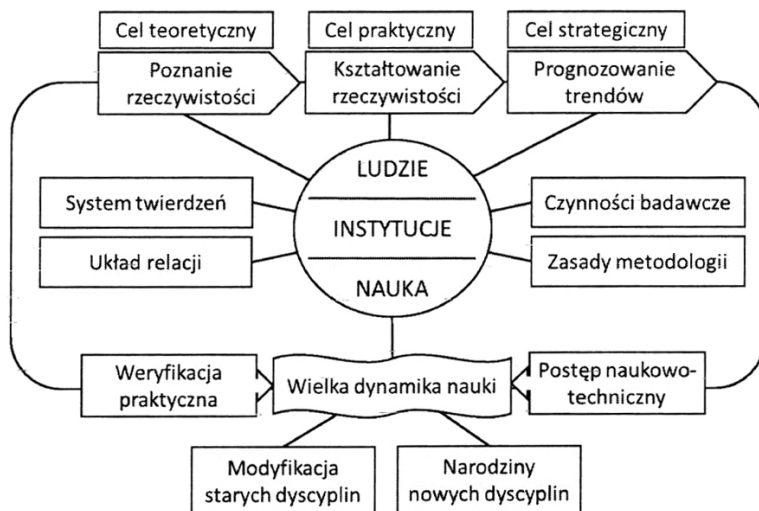 Cel teoretyczny
Cel praktyczny
Cel strategiczny
Poznanie
rzeczywistości
Kształtowanie
rzeczywistości
Prognozowanie
trendów
LUDZIE
INSTYTUCJE
NAUKA
System twierdzeń
Układ relacji
Czynności badawcze
Zasady metodologii
Weryfikacja
praktyczna
Wielka dynamika nauki
Postęp naukowo-
techniczny
Modyfikacja
starych dyscyplin
Narodziny
nowych dyscyplin